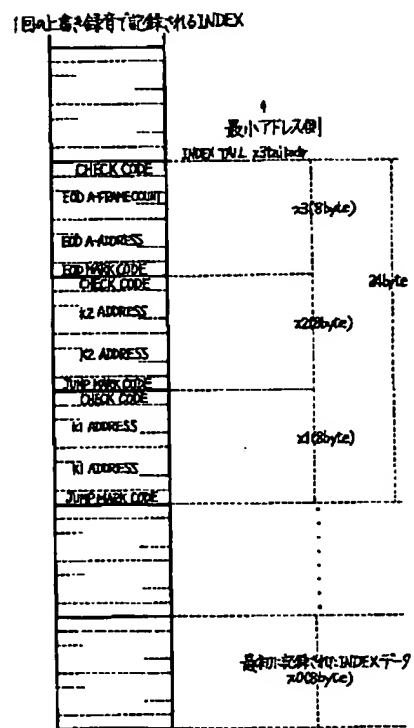 1回の上書き録音で記録されるINDEX
最小アドレス側
INDEX TAIL x3tailadr
CHECK CODE
EOD A-FRAMECOUNT
x3(8byte)
EOD A-ADDRESS
EOD MARK CODE
CHECK CODE
24byte
K2 ADDRESS
x2(8byte)
K2 ADDRESS
JUMP MARK CODE
CHECK CODE
K1 ADDRESS
x1(8byte)
K1 ADDRESS
JUMP MARK CODE
最初に記録されたINDEXデータ
x0(8byte)